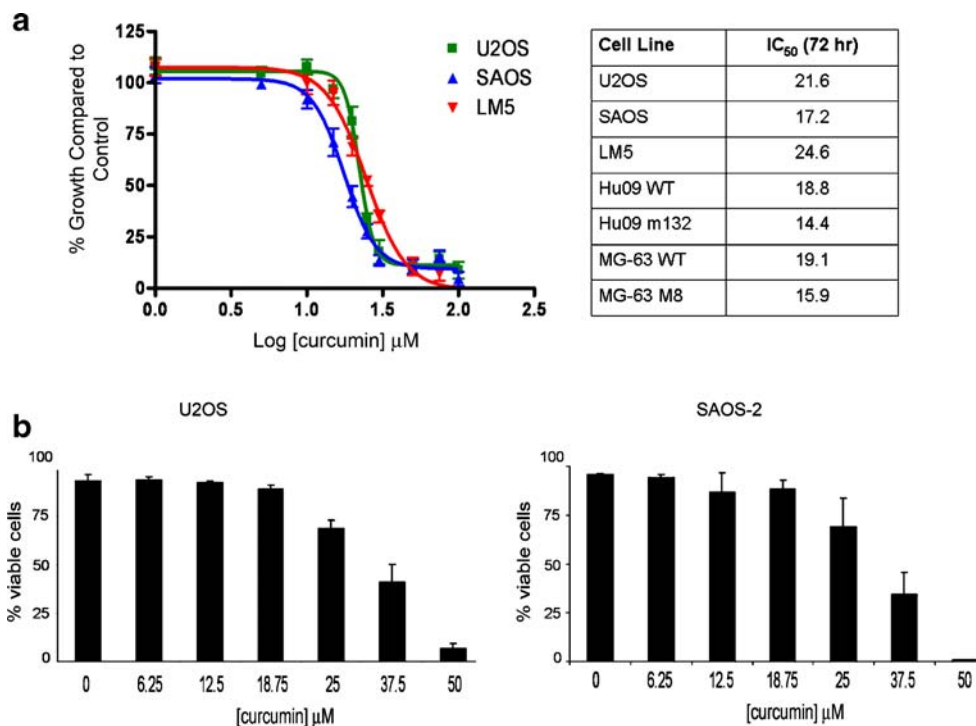 a
U2OS
SAOS
LM5
% Growth Compared to
Control
125
100
75
50
25
0
0.0 0.5 1.0 1.5 2.0 2.5
Log [curcumin] µM
Cell Line IC50 (72 hr)
U2OS 21.6
SAOS 17.2
LM5 24.6
Hu09 WT 18.8
Hu09 m132 14.4
MG-63 WT 19.1
MG-63 M8 15.9
b
U2OS
% viable cells
100
75
50
25
0
0 6.25 12.5 18.75 25 37.5 50
[curcumin] µM
SAOS-2
% viable cells
100
75
50
25
0
0 6.25 12.5 18.75 25 37.5 50
[curcumin] µM